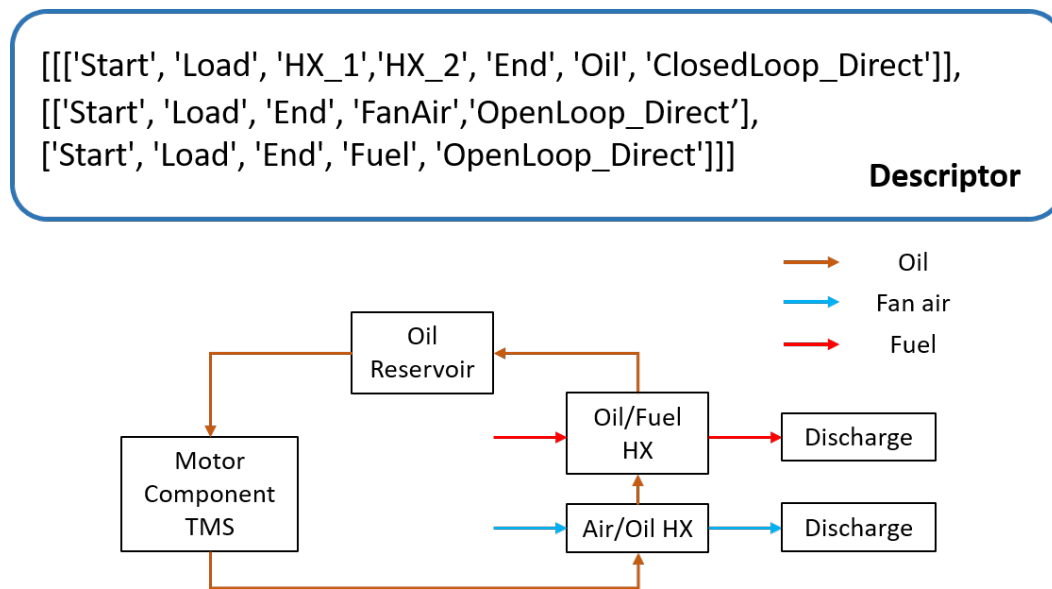 [[['Start', 'Load', 'HX_1','HX_2', 'End', 'Oil', 'ClosedLoop_Direct']],
[['Start', 'Load', 'End', 'FanAir','OpenLoop_Direct’],
['Start', 'Load', 'End', 'Fuel', 'OpenLoop_Direct']]]
Descriptor
Oil
Fan air
Fuel
Oil
Reservoir
Oil/Fuel
HX
Discharge
Motor
Component
TMS
Air/Oil HX
Discharge